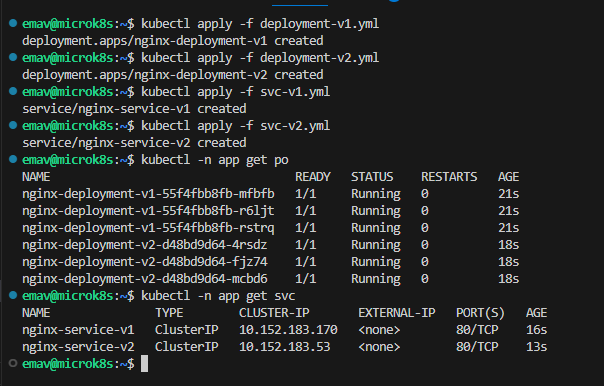 emav@microk8s:~$ kubectl apply -f deployment-v1.yml
deployment.apps/nginx-deployment-v1 created
emav@microk8s:~$ kubectl apply -f deployment-v2.yml
deployment.apps/nginx-deployment-v2 created
emav@microk8s:~$ kubectl apply -f svc-v1.yml
service/nginx-service-v1 created
emav@microk8s:~$ kubectl apply -f svc-v2.yml
service/nginx-service-v2 created
emav@microk8s:~$ kubectl -n app get po
NAME                                   READY   STATUS    RESTARTS   AGE
nginx-deployment-v1-55f4fbb8fb-mfbfb   1/1     Running   0          21s
nginx-deployment-v1-55f4fbb8fb-r6ljt   1/1     Running   0          21s
nginx-deployment-v1-55f4fbb8fb-rstrq   1/1     Running   0          21s
nginx-deployment-v2-d48bd9d64-4rsdz    1/1     Running   0          18s
nginx-deployment-v2-d48bd9d64-fjz74    1/1     Running   0          18s
nginx-deployment-v2-d48bd9d64-mcbd6    1/1     Running   0          18s
emav@microk8s:~$ kubectl -n app get svc
NAME               TYPE        CLUSTER-IP       EXTERNAL-IP   PORT(S)   AGE
nginx-service-v1   ClusterIP   10.152.183.170   <none>        80/TCP    16s
nginx-service-v2   ClusterIP   10.152.183.53    <none>        80/TCP    13s
emav@microk8s:~$